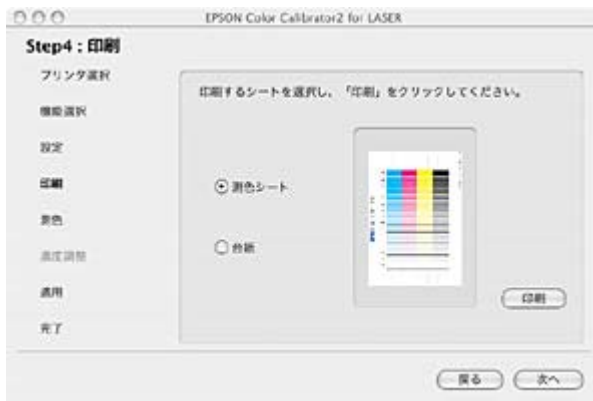 EPSON Color Calibrator2 for LASER
Step4 : 印刷
プリンタ選択
機能選択
設定
印刷
測色
濃度調整
適用
完了
印刷するシートを選択し、「印刷」をクリックしてください。
測色シート
台紙
印刷
戻る
次へ